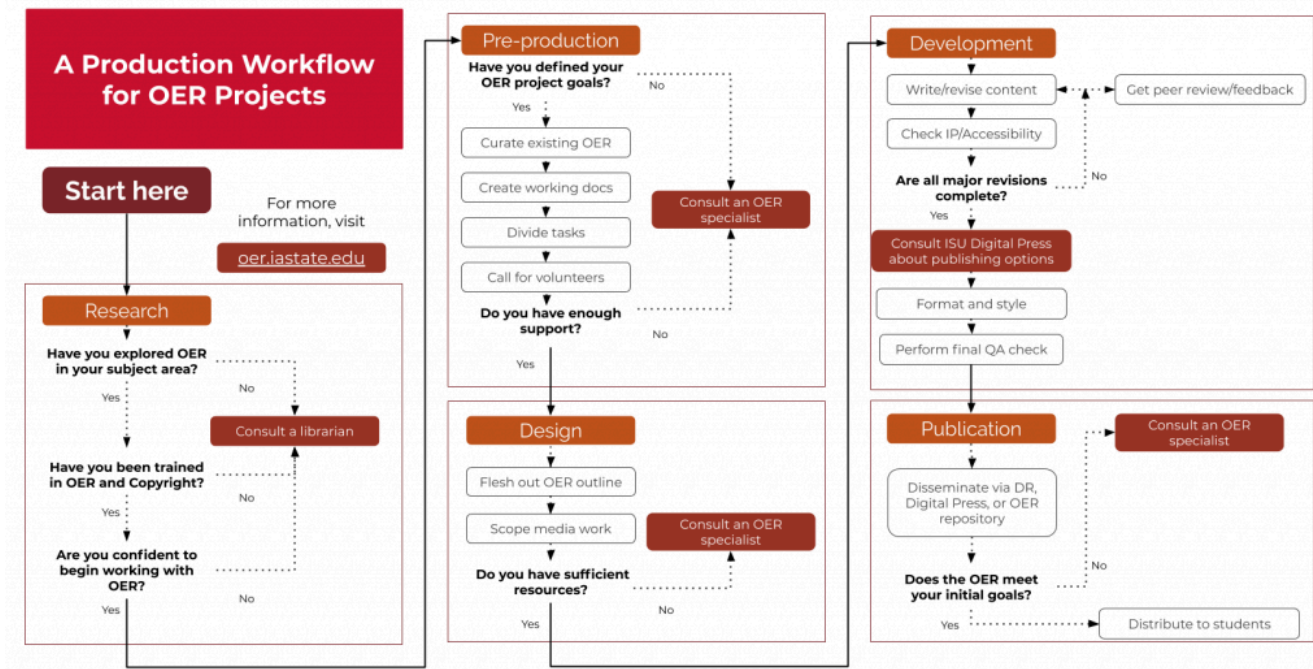 A Production Workflow
for OER Projects
Start here
For more
information, visit
oer.iastate.edu
Research
Have you explored OER
in your subject area?
No
Yes
Consult a librarian
Have you been trained
in OER and Copyright?
No
Yes
Are you confident to
begin working with
OER?
No
Yes
Pre-production
Have you defined your
OER project goals?
No
Yes
Curate existing OER
Create working docs
Consult an OER
specialist
Divide tasks
Call for volunteers
Do you have enough
support?
No
Yes
Design
Flesh out OER outline
Scope media work
Consult an OER
specialist
Do you have sufficient
resources?
No
Yes
Development
Write/revise content
Get peer review/feedback
Check IP/Accessibility
No
Are all major revisions
complete?
Yes
Consult ISU Digital Press
about publishing options
Format and style
Perform final QA check
Publication
Consult an OER
specialist
Disseminate via DR,
Digital Press, or OER
repository
No
Does the OER meet
your initial goals?
Yes
Distribute to students